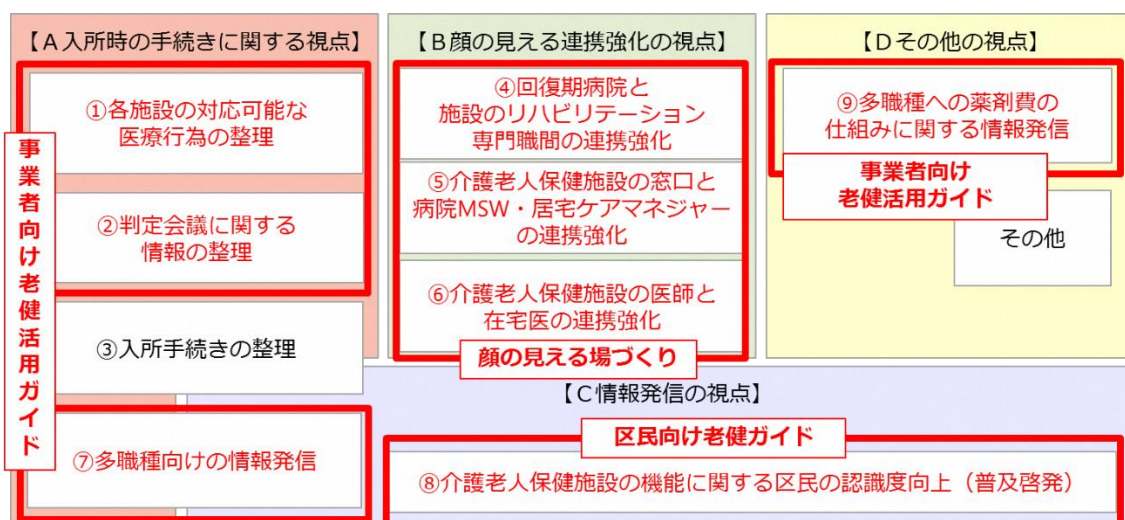 【A入所時の手続きに関する視点】
①各施設の対応可能な
医療行為の整理
②判定会議に関する
情報の整理
③入所手続きの整理
⑦多職種向けの情報発信
事業者向け老健活用ガイド
【B顔の見える連携強化の視点】
④回復期病院と
施設のリハビリテーション
専門職間の連携強化
⑤介護老人保健施設の窓口と
病院MSW・居宅ケアマネジャー
の連携強化
⑥介護老人保健施設の医師と
在宅医の連携強化
顔の見える場づくり
【Dその他の視点】
⑨多職種への薬剤費の
仕組みに関する情報発信
事業者向け
老健活用ガイド
その他
【C情報発信の視点】
区民向け老健ガイド
⑧介護老人保健施設の機能に関する区民の認識度向上（普及啓発）